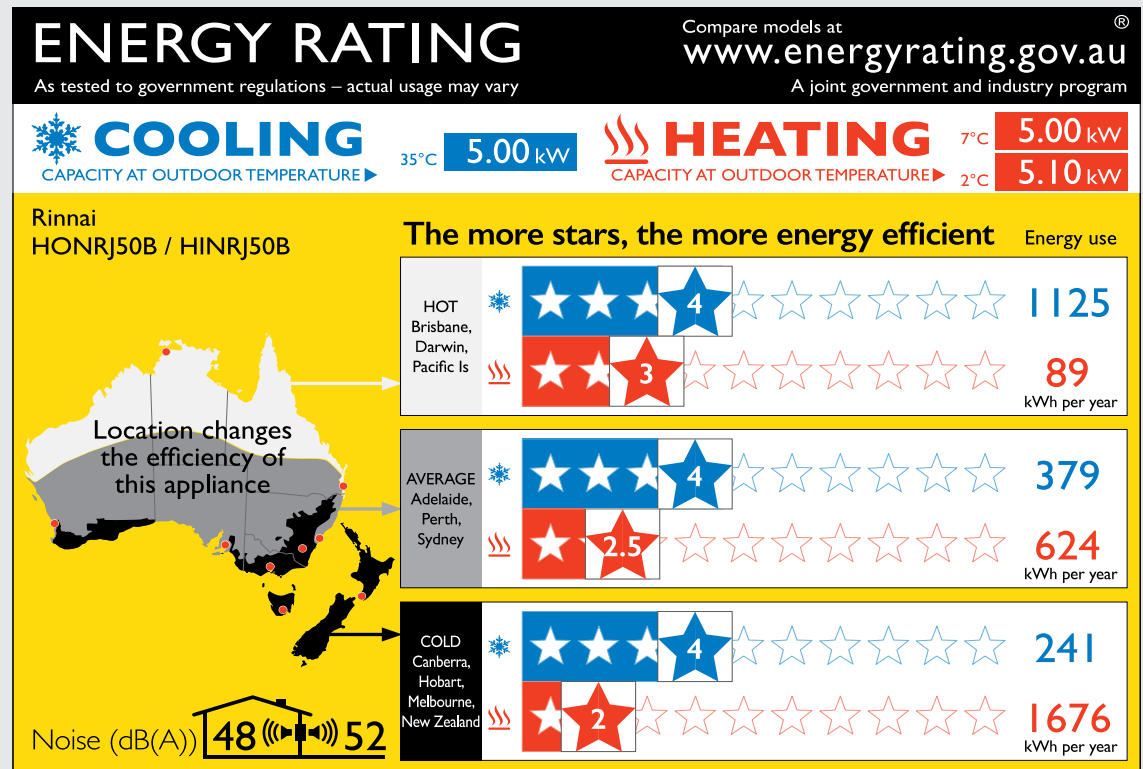 ENERGY RATING
As tested to government regulations – actual usage may vary
Compare models at
®
www.energyrating.gov.au
A joint government and industry program
COOLING
CAPACITY AT OUTDOOR TEMPERATURE
35°C 5.00 kW
HEATING
CAPACITY AT OUTDOOR TEMPERATURE
7°C 5.00 kW
2°C 5.10 kW
Rinnai
HONRJ50B / HINRJ50B
The more stars, the more energy efficient
Energy use
Location changes
the efficiency of
this appliance
HOT
Brisbane,
Darwin,
Pacific Is
4
1125
3
89
kWh per year
AVERAGE
Adelaide,
Perth,
Sydney
4
379
2.5
624
kWh per year
COLD
Canberra,
Hobart,
Melbourne,
New Zealand
4
241
2
1676
kWh per year
Noise (dB(A)) 48 52